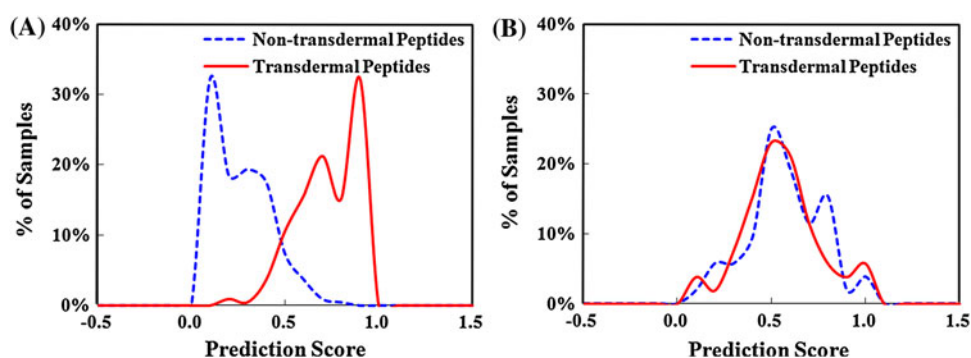 (A)
40%
30%
20%
10%
0%
% of Samples
Non-transdermal Peptides
Transdermal Peptides
-0.5 0.0 0.5 1.0 1.5
Prediction Score
(B)
40%
30%
20%
10%
0%
% of Samples
Non-transdermal Peptides
Transdermal Peptides
-0.5 0.0 0.5 1.0 1.5
Prediction Score